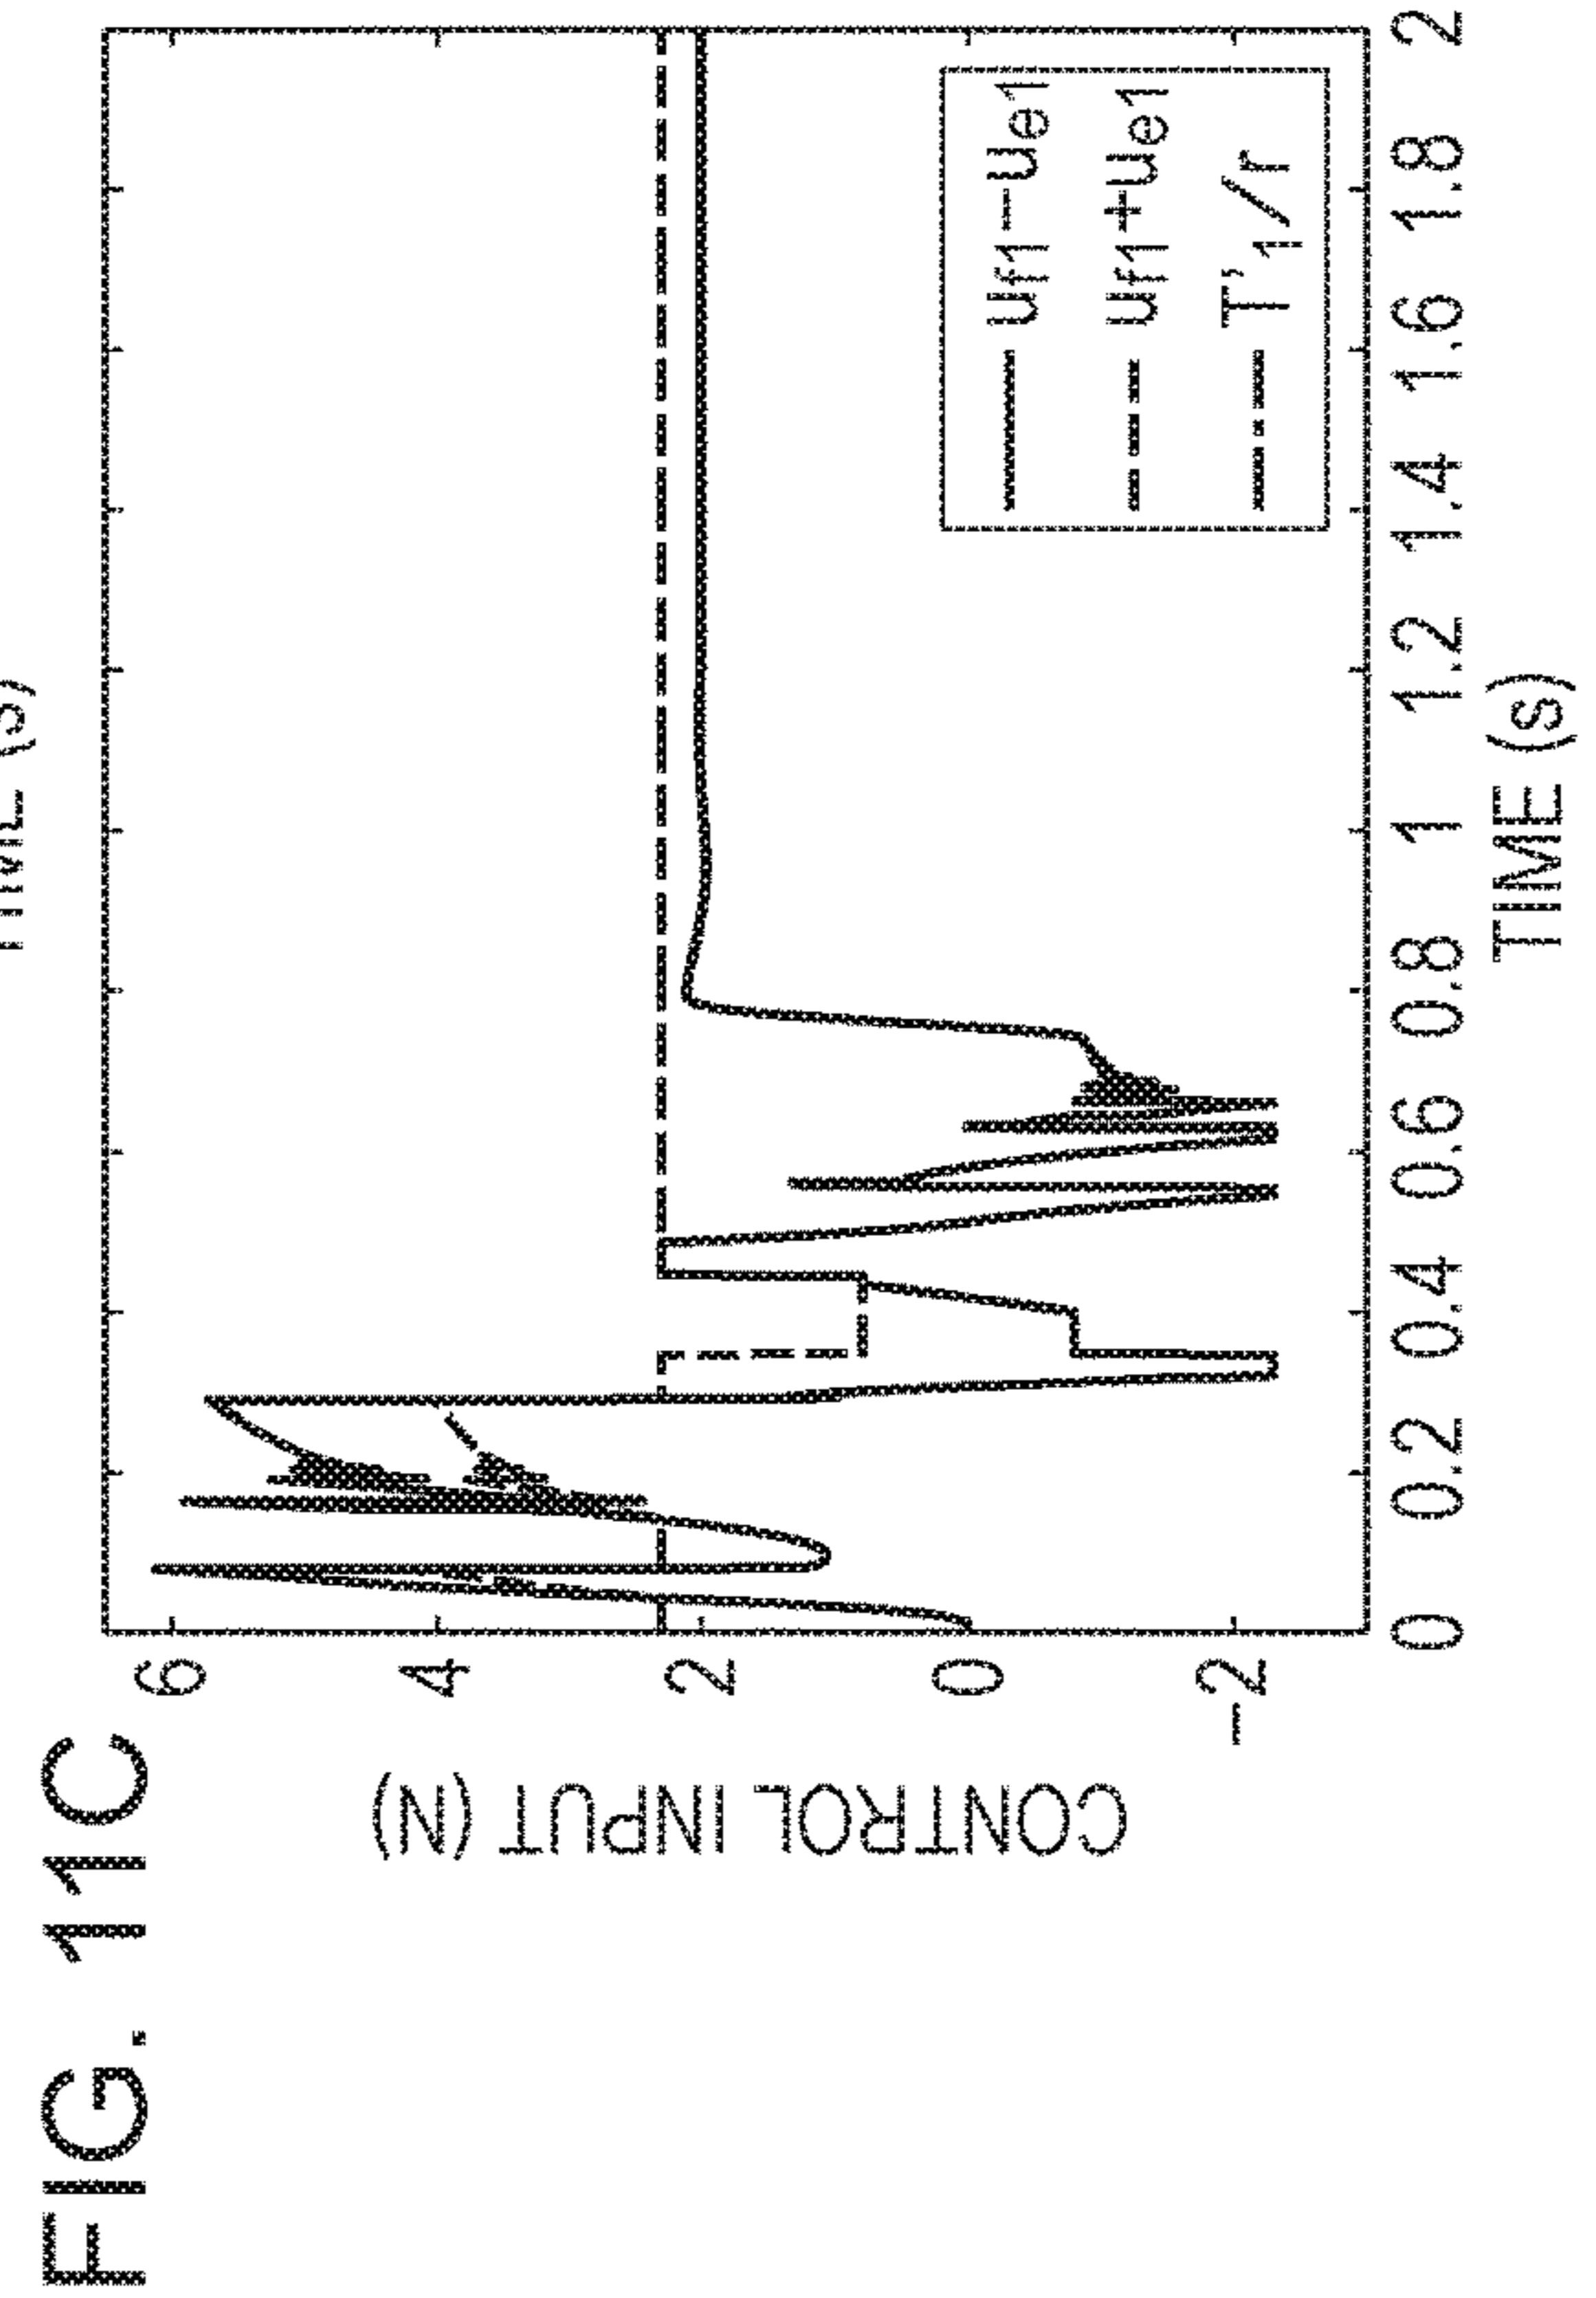 FIG. 11C
CONTROL INPUT (N)
6
4
2
0
-2
0 0.2 0.4 0.6 0.8 1 1.2 1.4 1.6 1.8 2
TIME (s)
uf1-ue1
uf1+ue1
T'1/r